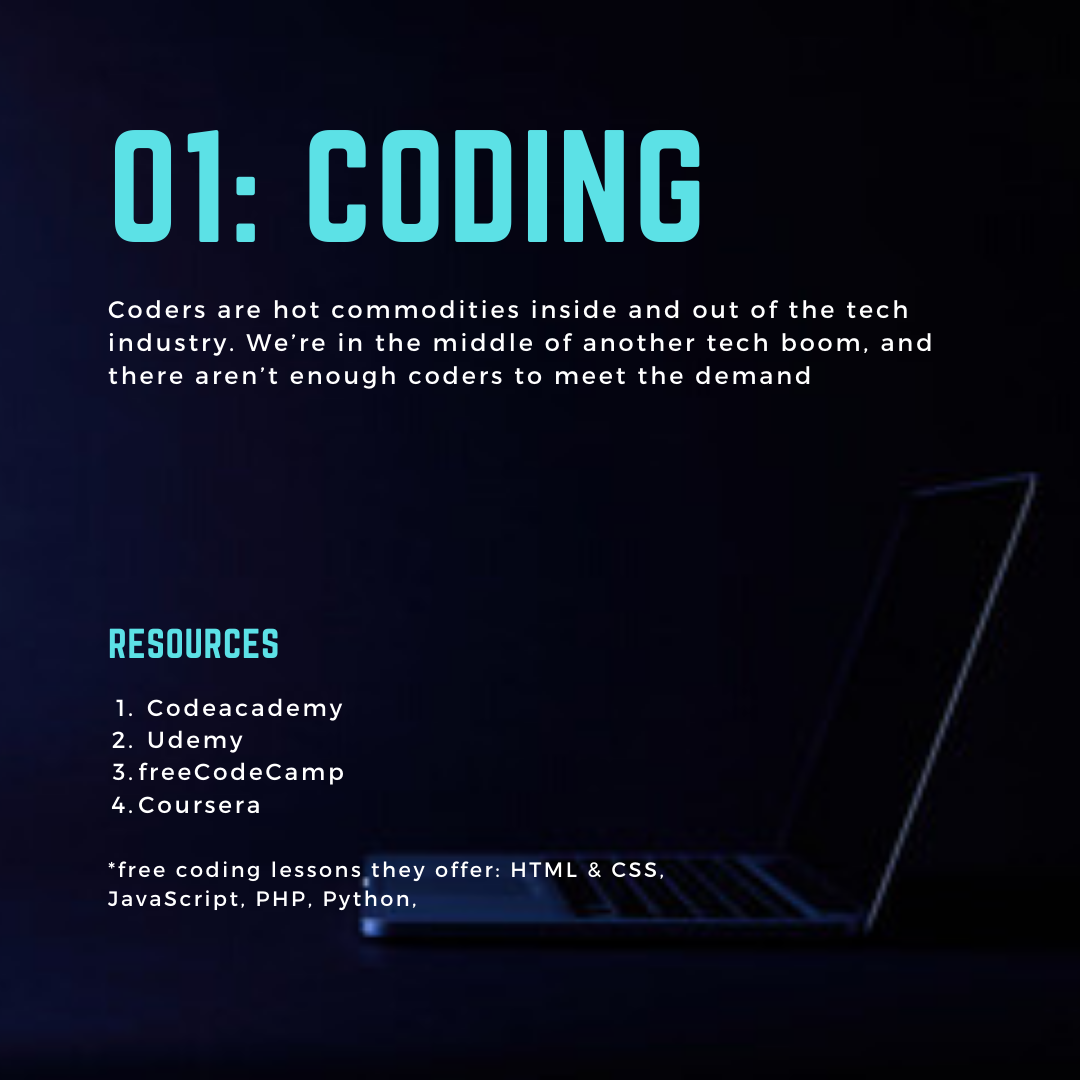 01: CODING
Coders are hot commodities inside and out of the tech
industry. We’re in the middle of another tech boom, and
there aren’t enough coders to meet the demand
RESOURCES
1. Codeacademy
2. Udemy
3. freeCodeCamp
4. Coursera
*free coding lessons they offer: HTML & CSS,
JavaScript, PHP, Python,